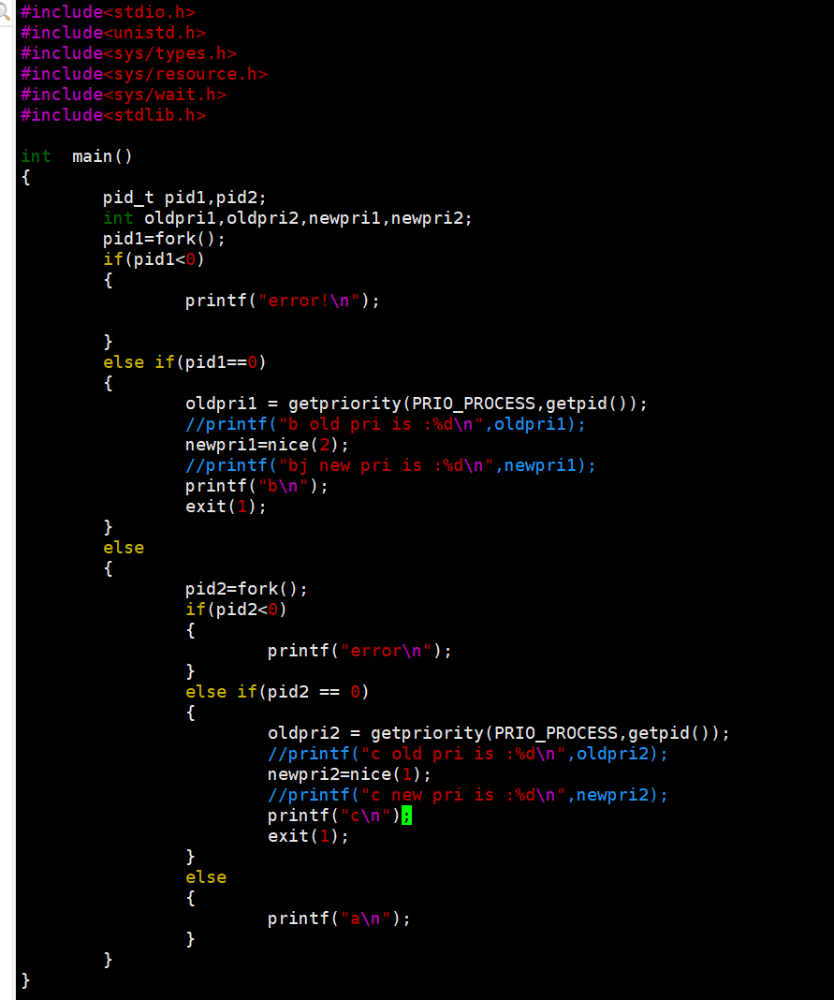 #include<stdio.h>
#include<unistd.h>
#include<sys/types.h>
#include<sys/resource.h>
#include<sys/wait.h>
#include<stdlib.h>
int  main()
{
        pid_t pid1,pid2;
        int oldpri1,oldpri2,newpri1,newpri2;
        pid1=fork();
        if(pid1<0)
        {
                printf("error!\n");
        }
        else if(pid1==0)
        {
                oldpri1 = getpriority(PRIO_PROCESS,getpid());
                //printf("b old pri is :%d\n",oldpri1);
                newpri1=nice(2);
                //printf("bj new pri is :%d\n",newpri1);
                printf("b\n");
                exit(1);
        }
        else
        {
                pid2=fork();
                if(pid2<0)
                {
                        printf("error\n");
                }
                else if(pid2 == 0)
                {
                        oldpri2 = getpriority(PRIO_PROCESS,getpid());
                        //printf("c old pri is :%d\n",oldpri2);
                        newpri2=nice(1);
                        //printf("c new pri is :%d\n",newpri2);
                        printf("c\n");
                        exit(1);
                }
                else
                {
                        printf("a\n");
                }
        }
}